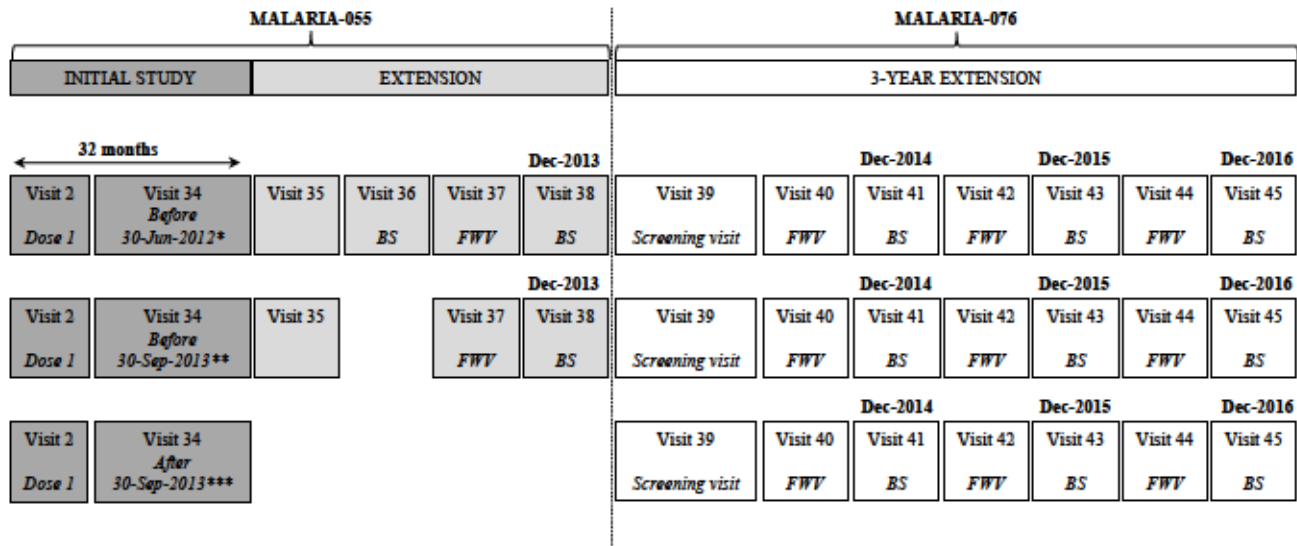 MALARIA-055 MALARIA-076
INITIAL STUDY EXTENSION 3-YEAR EXTENSION
32 months Dec-2013 Dec-2014 Dec-2015 Dec-2016
Visit 2 Visit 34 Visit 35 Visit 36 Visit 37 Visit 38 Visit 39 Visit 40 Visit 41 Visit 42 Visit 43 Visit 44 Visit 45
Before
Dose 1 30-Jun-2012* BS FWV BS Screening visit FWV BS FWV BS FWV BS
Dec-2013 Dec-2014 Dec-2015 Dec-2016
Visit 2 Visit 34 Visit 35 Visit 37 Visit 38 Visit 39 Visit 40 Visit 41 Visit 42 Visit 43 Visit 44 Visit 45
Before
Dose 1 30-Sep-2013** FWV BS Screening visit FWV BS FWV BS FWV BS
Dec-2014 Dec-2015 Dec-2016
Visit 2 Visit 34 Visit 39 Visit 40 Visit 41 Visit 42 Visit 43 Visit 44 Visit 45
After
Dose 1 30-Sep-2013*** Screening visit FWV BS FWV BS FWV BS